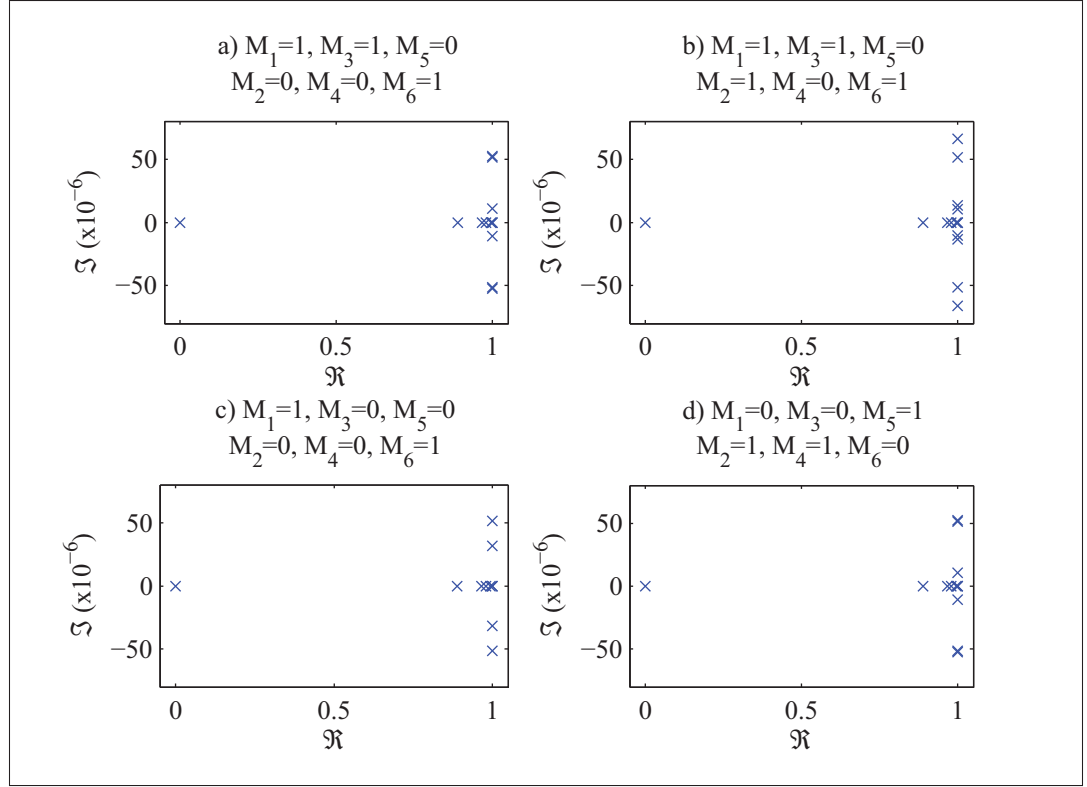 a) M₁=1, M₃=1, M₅=0
M₂=0, M₄=0, M₆=1
50
0
−50
ℑ (x10⁻⁶)
0 0.5 1
ℜ
b) M₁=1, M₃=1, M₅=0
M₂=1, M₄=0, M₆=1
50
0
−50
ℑ (x10⁻⁶)
0 0.5 1
ℜ
c) M₁=1, M₃=0, M₅=0
M₂=0, M₄=0, M₆=1
50
0
−50
ℑ (x10⁻⁶)
0 0.5 1
ℜ
d) M₁=0, M₃=0, M₅=1
M₂=1, M₄=1, M₆=0
50
0
−50
ℑ (x10⁻⁶)
0 0.5 1
ℜ